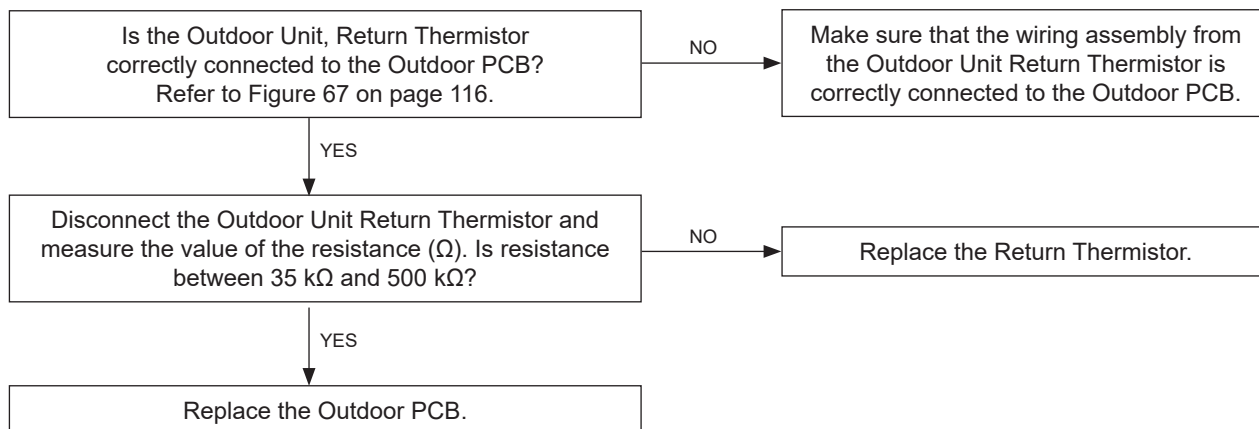 Is the Outdoor Unit, Return Thermistor
correctly connected to the Outdoor PCB?
Refer to Figure 67 on page 116.
NO
Make sure that the wiring assembly from
the Outdoor Unit Return Thermistor is
correctly connected to the Outdoor PCB.
YES
Disconnect the Outdoor Unit Return Thermistor and
measure the value of the resistance (Ω). Is resistance
between 35 kΩ and 500 kΩ?
NO
Replace the Return Thermistor.
YES
Replace the Outdoor PCB.